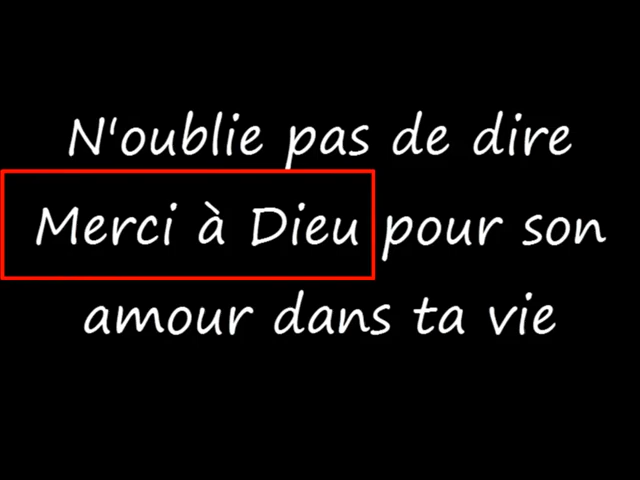 N'oublie pas de dire
Merci à Dieu pour son
amour dans ta vie